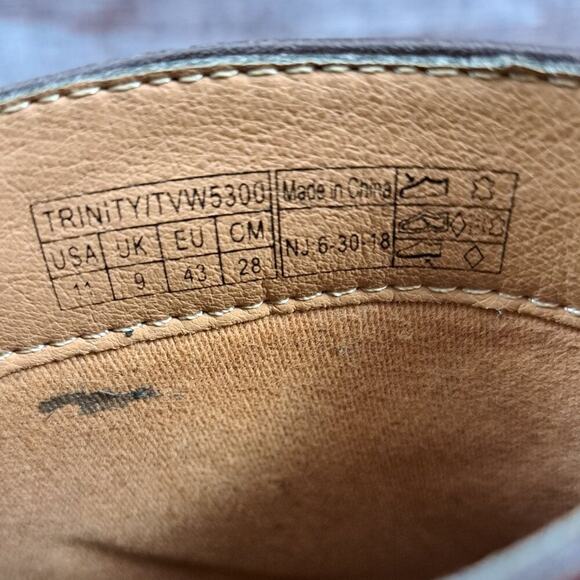 TRINITY/TVW5300 Made in China
USA UK EU CM
11 9 43 28
NJ 6-30-18